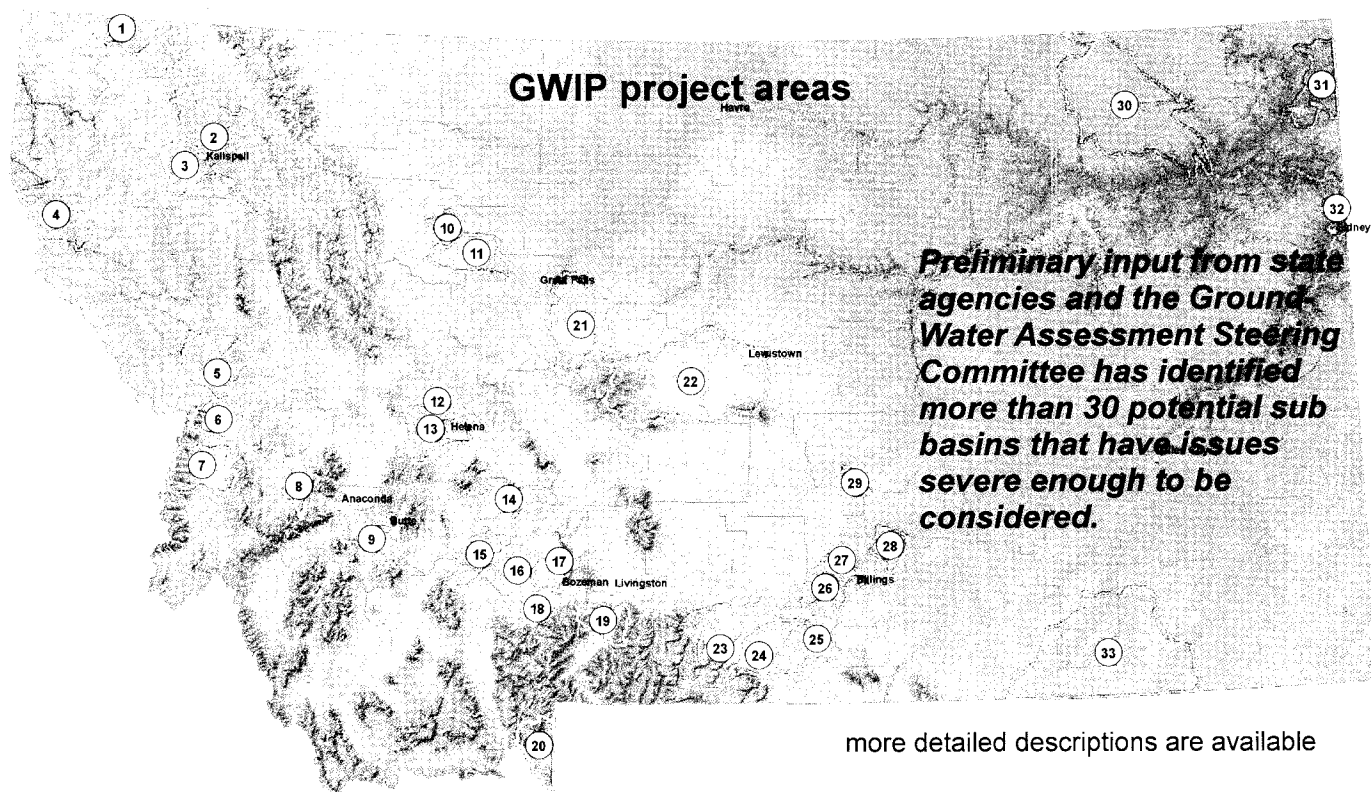 1
GWIP project areas
Havre
31
30
2
Kalispell
3
4
32
Sidney
10
11
Great Falls
21
Preliminary input from state
agencies and the Ground-
Water Assessment Steering
Committee has identified
more than 30 potential sub
basins that have issues
severe enough to be
considered.
Lewistown
22
5
6
7
12
13
Helena
8
Anaconda
Butte
9
14
29
15
16
17
Bozeman
Livingston
28
27
26
Billings
18
19
23
24
25
33
20
more detailed descriptions are available